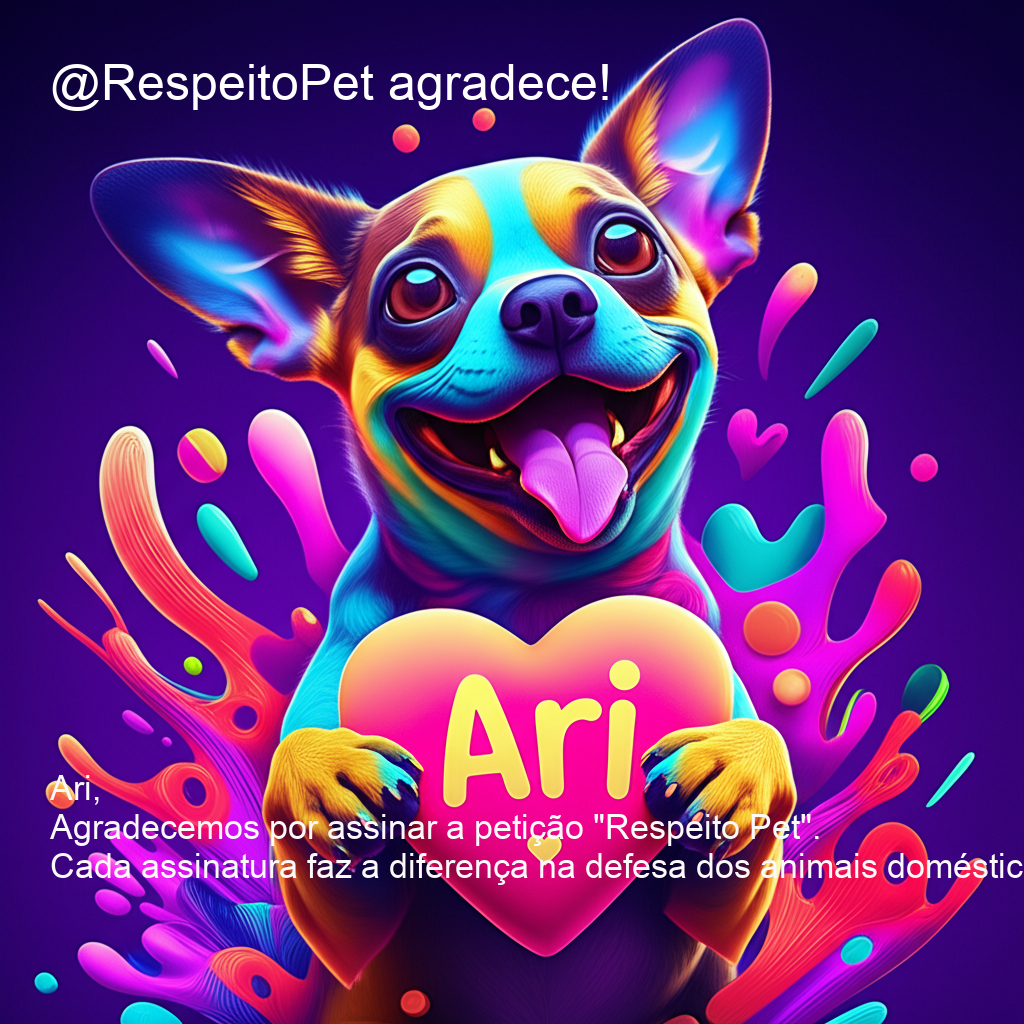 @RespeitoPet agradece!
Ari
Ari,
Agradecemos por assinar a petição "Respeito Pet".
Cada assinatura faz a diferença na defesa dos animais doméstic